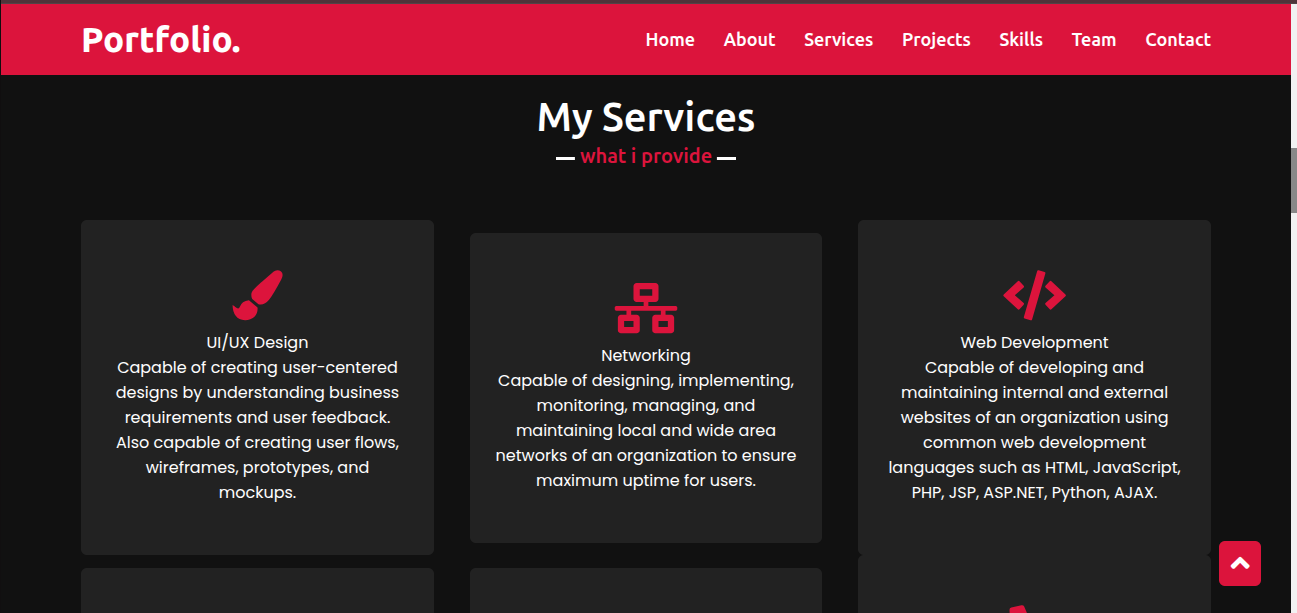 Portfolio.
Home About Services Projects Skills Team Contact
My Services
what i provide
UI/UX Design
Capable of creating user-centered
designs by understanding business
requirements and user feedback.
Also capable of creating user flows,
wireframes, prototypes, and
mockups.
Networking
Capable of designing, implementing,
monitoring, managing, and
maintaining local and wide area
networks of an organization to ensure
maximum uptime for users.
Web Development
Capable of developing and
maintaining internal and external
websites of an organization using
common web development
languages such as HTML, JavaScript,
PHP, JSP, ASP.NET, Python, AJAX.